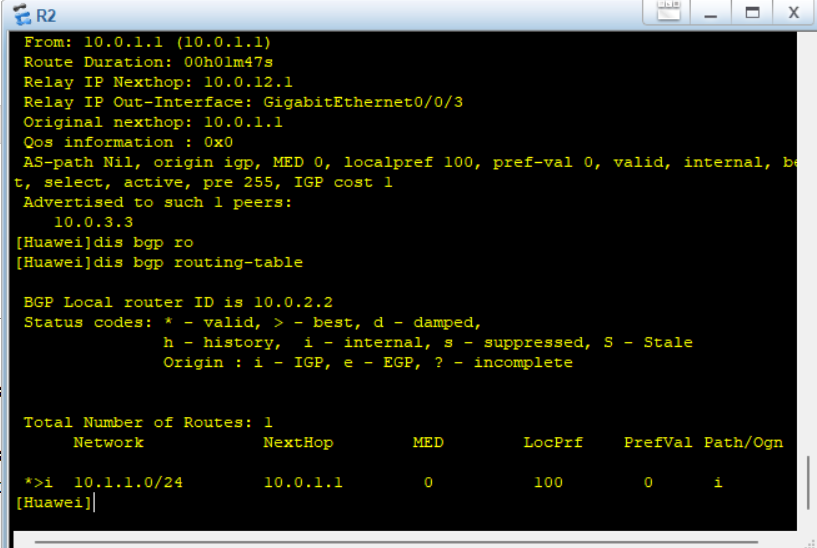 R2
From: 10.0.1.1 (10.0.1.1)
Route Duration: 00h01m47s
Relay IP Nexthop: 10.0.12.1
Relay IP Out-Interface: GigabitEthernet0/0/3
Original nexthop: 10.0.1.1
Qos information : 0x0
AS-path Nil, origin igp, MED 0, localpref 100, pref-val 0, valid, internal, be
t, select, active, pre 255, IGP cost 1
Advertised to such 1 peers:
10.0.3.3
[Huawei]dis bgp ro
[Huawei]dis bgp routing-table
BGP Local router ID is 10.0.2.2
Status codes: * - valid, > - best, d - damped,
h - history,  i - internal, s - suppressed, S - Stale
Origin : i - IGP, e - EGP, ? - incomplete
Total Number of Routes: 1
Network NextHop MED LocPrf PrefVal Path/Ogn
*>i 10.1.1.0/24 10.0.1.1 0 100 0 i
[Huawei]